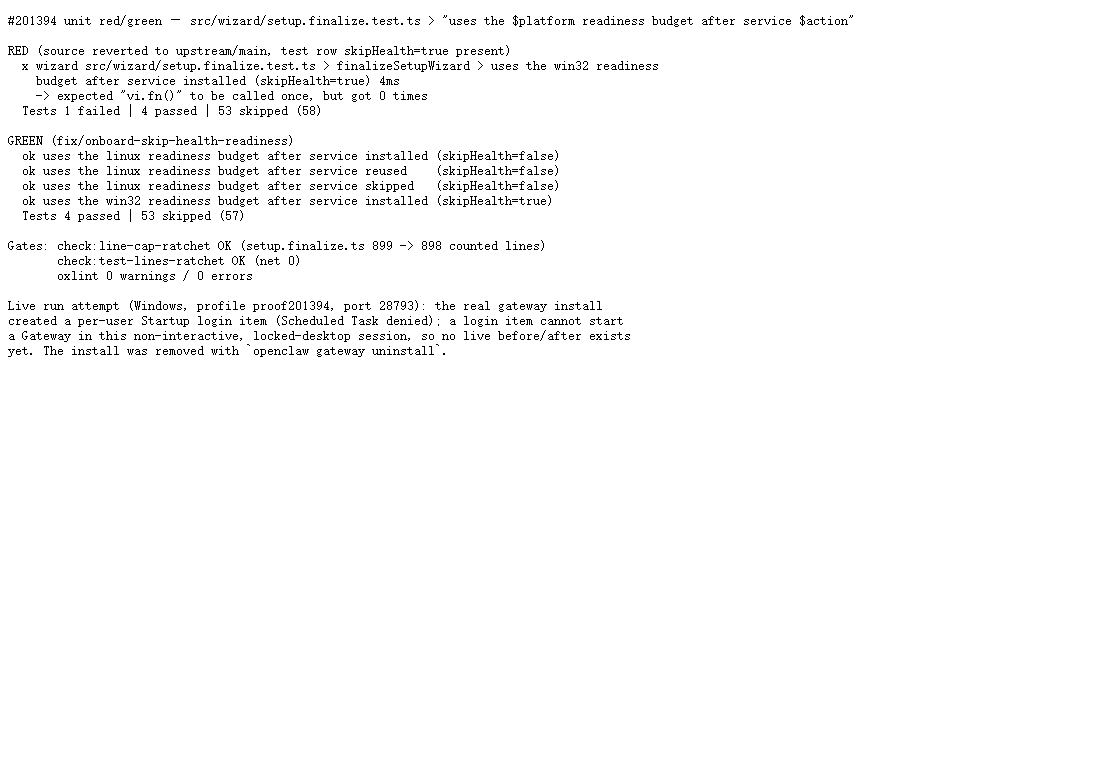 #201394 unit red/green — src/wizard/setup.finalize.test.ts > "uses the $platform readiness budget after service $action"
RED (source reverted to upstream/main, test row skipHealth=true present)
x wizard src/wizard/setup.finalize.test.ts > finalizeSetupWizard > uses the win32 readiness
budget after service installed (skipHealth=true) 4ms
-> expected "vi.fn()" to be called once, but got 0 times
Tests 1 failed | 4 passed | 53 skipped (58)
GREEN (fix/onboard-skip-health-readiness)
ok uses the linux readiness budget after service installed (skipHealth=false)
ok uses the linux readiness budget after service reused (skipHealth=false)
ok uses the linux readiness budget after service skipped (skipHealth=false)
ok uses the win32 readiness budget after service installed (skipHealth=true)
Tests 4 passed | 53 skipped (57)
Gates: check:line-cap-ratchet OK (setup.finalize.ts 899 -> 898 counted lines)
check:test-lines-ratchet OK (net 0)
oxlint 0 warnings / 0 errors
Live run attempt (Windows, profile proof201394, port 28793): the real gateway install
created a per-user Startup login item (Scheduled Task denied); a login item cannot start
a Gateway in this non-interactive, locked-desktop session, so no live before/after exists
yet. The install was removed with `openclaw gateway uninstall`.